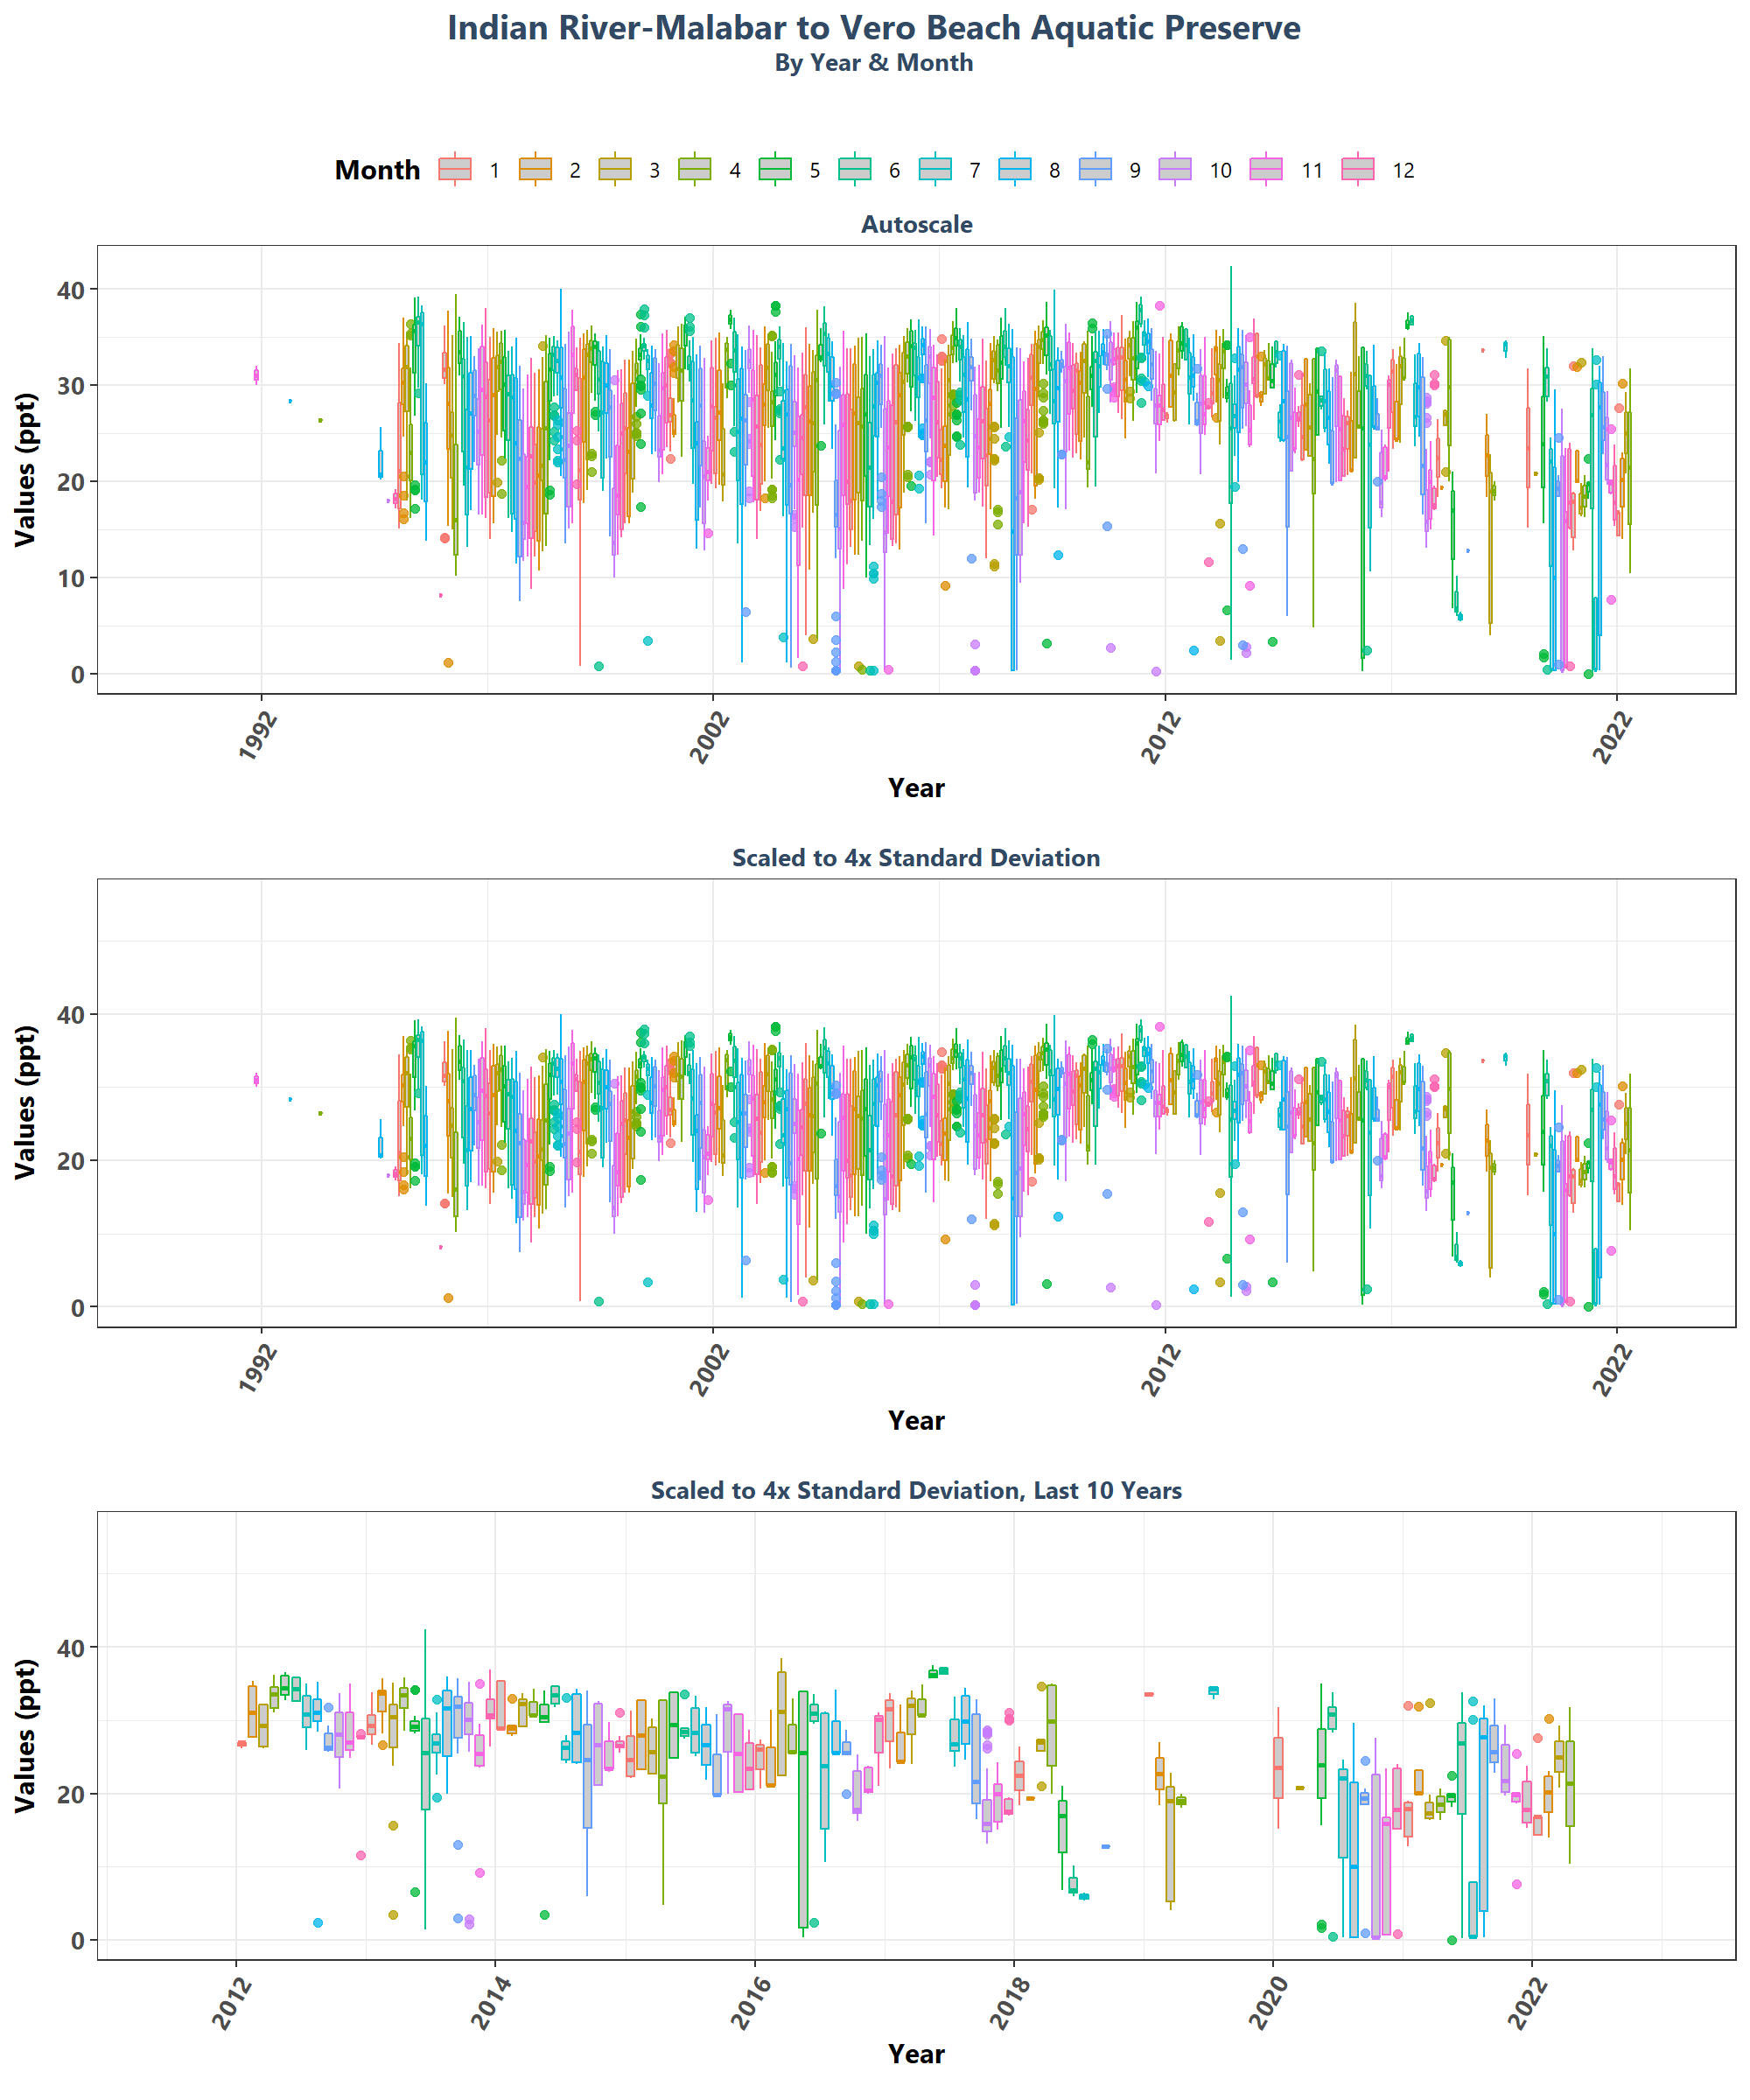 Indian River-Malabar to Vero Beach Aquatic Preserve
By Year & Month
Month 1 2 3 4 5 6 7 8 9 10 11 12
Autoscale
Values (ppt)
40
30
20
10
0
1992 2002 2012 2022
Year
Scaled to 4x Standard Deviation
Values (ppt)
40
20
0
1992 2002 2012 2022
Year
Scaled to 4x Standard Deviation, Last 10 Years
Values (ppt)
40
20
0
2012 2014 2016 2018 2020 2022
Year